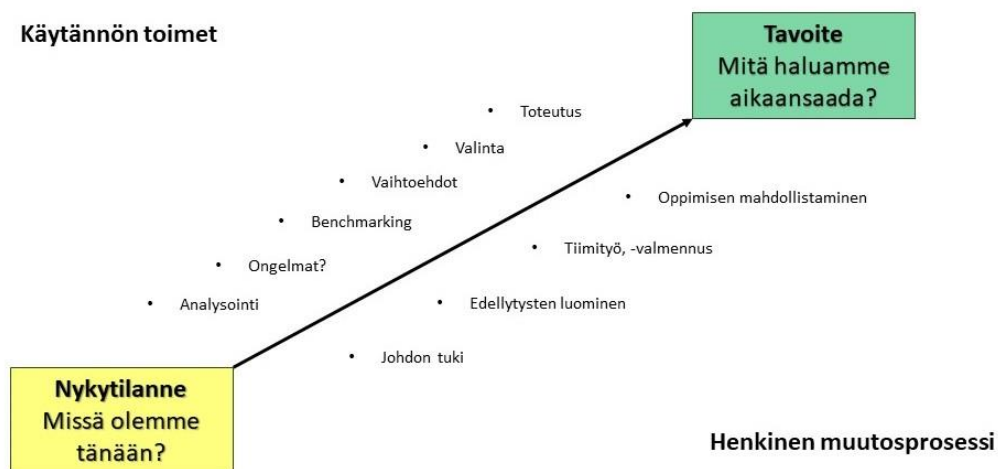 Käytännön toimet
Tavoite
Mitä haluamme
aikaansaada?
• Toteutus
• Valinta
• Vaihtoehdot
• Benchmarking
• Ongelmat?
• Analysointi
• Oppimisen mahdollistaminen
• Tiimityö, -valmennus
• Edellytysten luominen
• Johdon tuki
Nykytilanne
Missä olemme
tänään?
Henkinen muutosprosessi